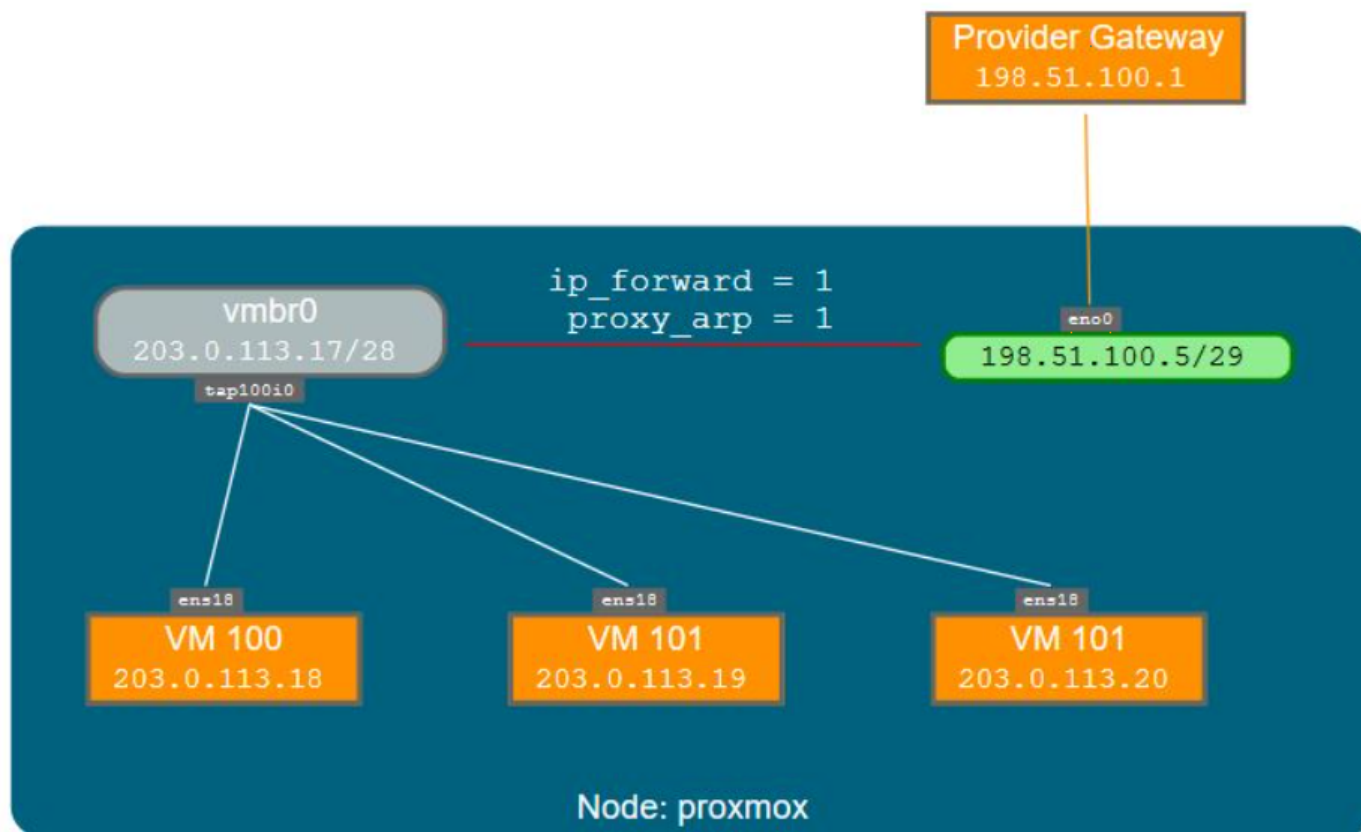 Provider Gateway
198.51.100.1
ip_forward = 1
proxy_arp = 1
vmbr0
203.0.113.17/28
tap100i0
eno0
198.51.100.5/29
ens18
VM 100
203.0.113.18
ens18
VM 101
203.0.113.19
ens18
VM 101
203.0.113.20
Node: proxmox